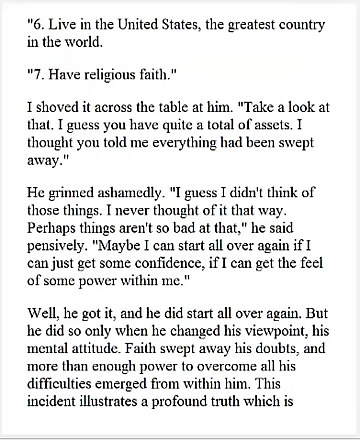 "6. Live in the United States, the greatest country
in the world.
"7. Have religious faith."
I shoved it across the table at him. "Take a look at
that. I guess you have quite a total of assets. I
thought you told me everything had been swept
away."
He grinned ashamedly. "I guess I didn't think of
those things. I never thought of it that way.
Perhaps things aren't so bad at that," he said
pensively. "Maybe I can start all over again if I
can just get some confidence, if I can get the feel
of some power within me."
Well, he got it, and he did start all over again. But
he did so only when he changed his viewpoint, his
mental attitude. Faith swept away his doubts, and
more than enough power to overcome all his
difficulties emerged from within him. This
incident illustrates a profound truth which is